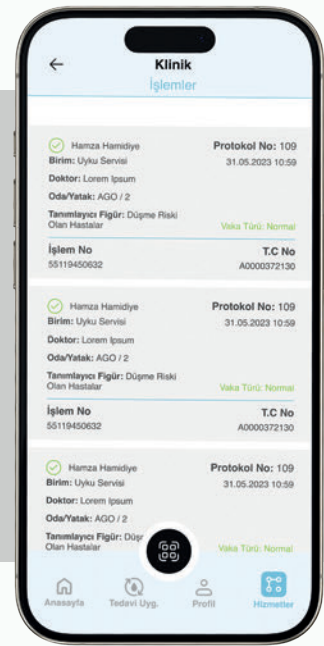 Klinik
İşlemler
Hamza Hamidiye Protokol No: 109
Birim: Uyku Servisi 31.05.2023 10:59
Doktor: Lorem Ipsum
Oda/Yatak: AGO / 2
Tanımlayıcı Figür: Düşme Riski
Olan Hastalar Vaka Türü: Normal
İşlem No T.C No
55119450632 A0000372130
Hamza Hamidiye Protokol No: 109
Birim: Uyku Servisi 31.05.2023 10:59
Doktor: Lorem Ipsum
Oda/Yatak: AGO / 2
Tanımlayıcı Figür: Düşme Riski
Olan Hastalar Vaka Türü: Normal
İşlem No T.C No
55119450632 A0000372130
Hamza Hamidiye Protokol No: 109
Birim: Uyku Servisi 31.05.2023 10:59
Doktor: Lorem Ipsum
Oda/Yatak: AGO / 2
Tanımlayıcı Figür:
Olan Hastalar Vaka Türü: Normal
Anasayfa Tedavi Uyg. Profil Hizmetler